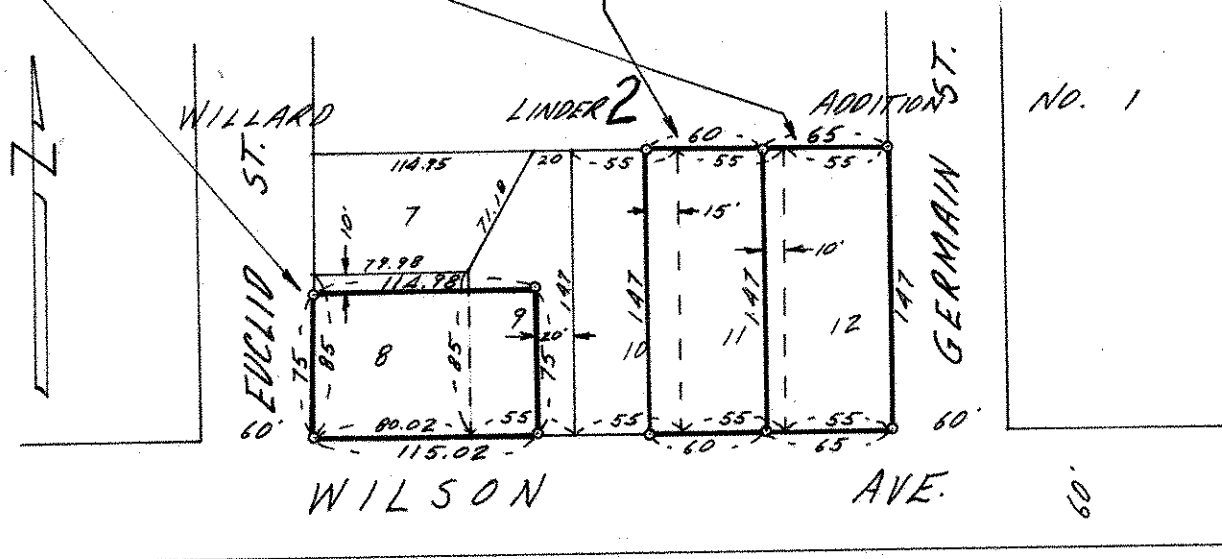 WILLARD LINDER 2 ADDITION NO. 1
60 65
114.95 20 55 55 55
7 71.18
10' 15' 10'
79.98
114.98
EUCLID ST.
GERMAIN ST.
75 85 8 85 9 20' 75 147 10 147 11 147 12 147
80.02 55 55 55 55
60' 115.02 60 65 60'
WILSON AVE. 60'
N